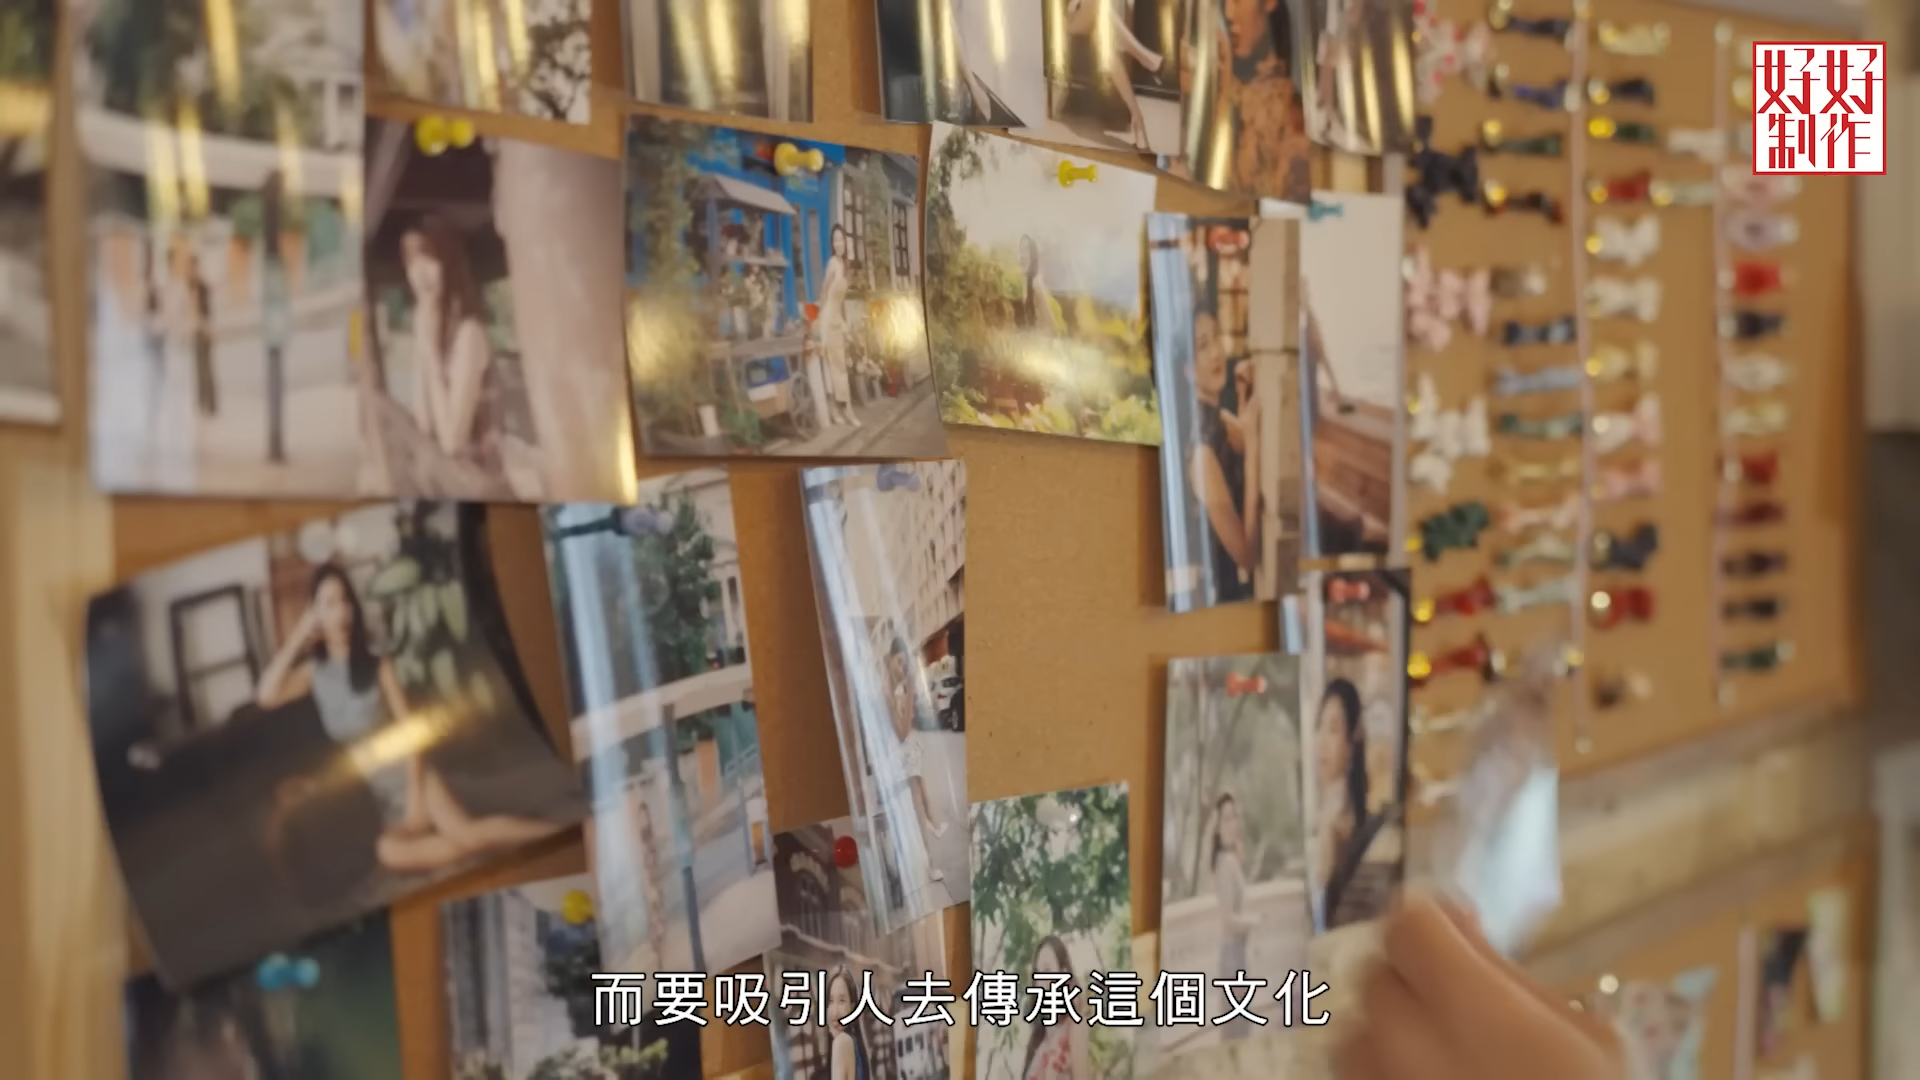 好好
制作
而要吸引人去傳承這個文化